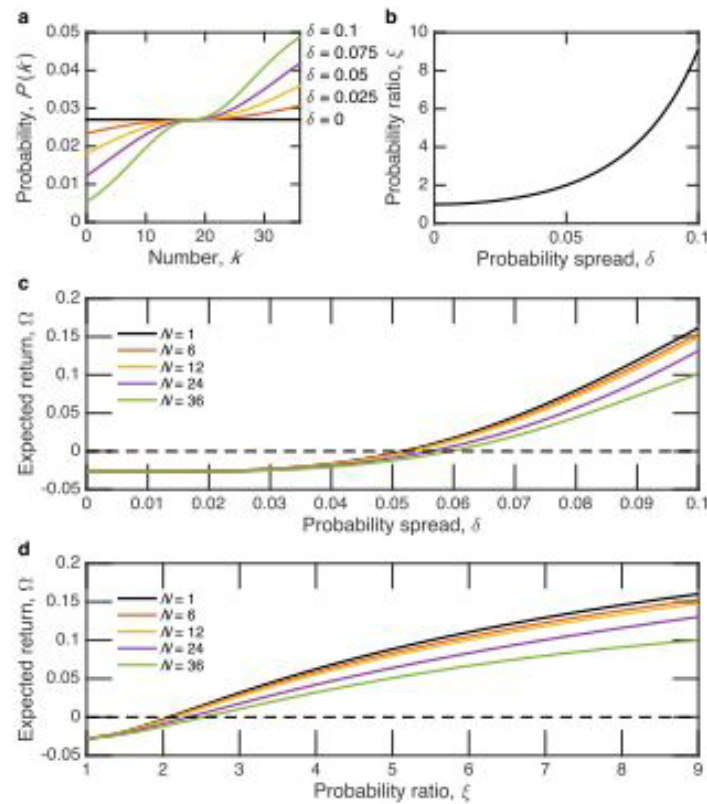 a
0.05
0.04
0.03
0.02
0.01
0
Probability, P(k)
0 10 20 30
Number, k
δ = 0.1
δ = 0.075
δ = 0.05
δ = 0.025
δ = 0
b
10
8
6
4
2
0
Probability ratio, ξ
0 0.05 0.1
Probability spread, δ
c
0.2
0.15
0.1
0.05
0
-0.05
Expected return, Ω
N = 1
N = 6
N = 12
N = 24
N = 36
0 0.01 0.02 0.03 0.04 0.05 0.06 0.07 0.08 0.09 0.1
Probability spread, δ
d
0.2
0.15
0.1
0.05
0
-0.05
Expected return, Ω
N = 1
N = 6
N = 12
N = 24
N = 36
1 2 3 4 5 6 7 8 9
Probability ratio, ξ